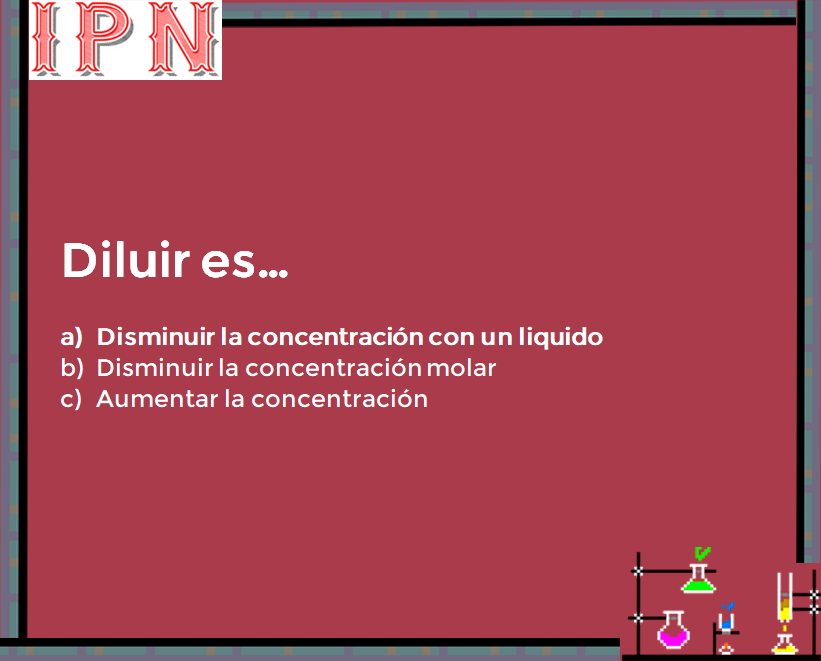 IPN
Diluir es...
a) Disminuir la concentración con un liquido
b) Disminuir la concentración molar
c) Aumentar la concentración